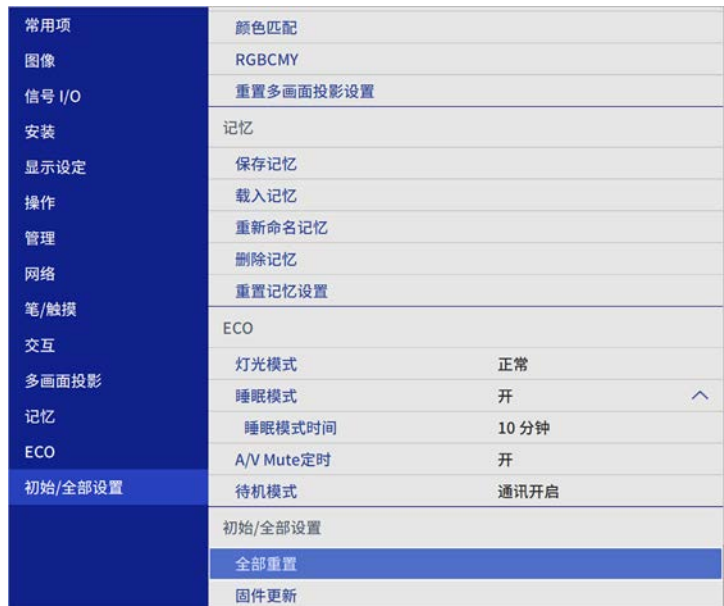 常用项
图像
信号 I/O
安装
显示设定
操作
管理
网络
笔/触摸
交互
多画面投影
记忆
ECO
初始/全部设置
颜色匹配
RGBCMY
重置多画面投影设置
记忆
保存记忆
载入记忆
重新命名记忆
删除记忆
重置记忆设置
ECO
灯光模式 正常
睡眠模式 开
睡眠模式时间 10 分钟
A/V Mute定时 开
待机模式 通讯开启
初始/全部设置
全部重置
固件更新